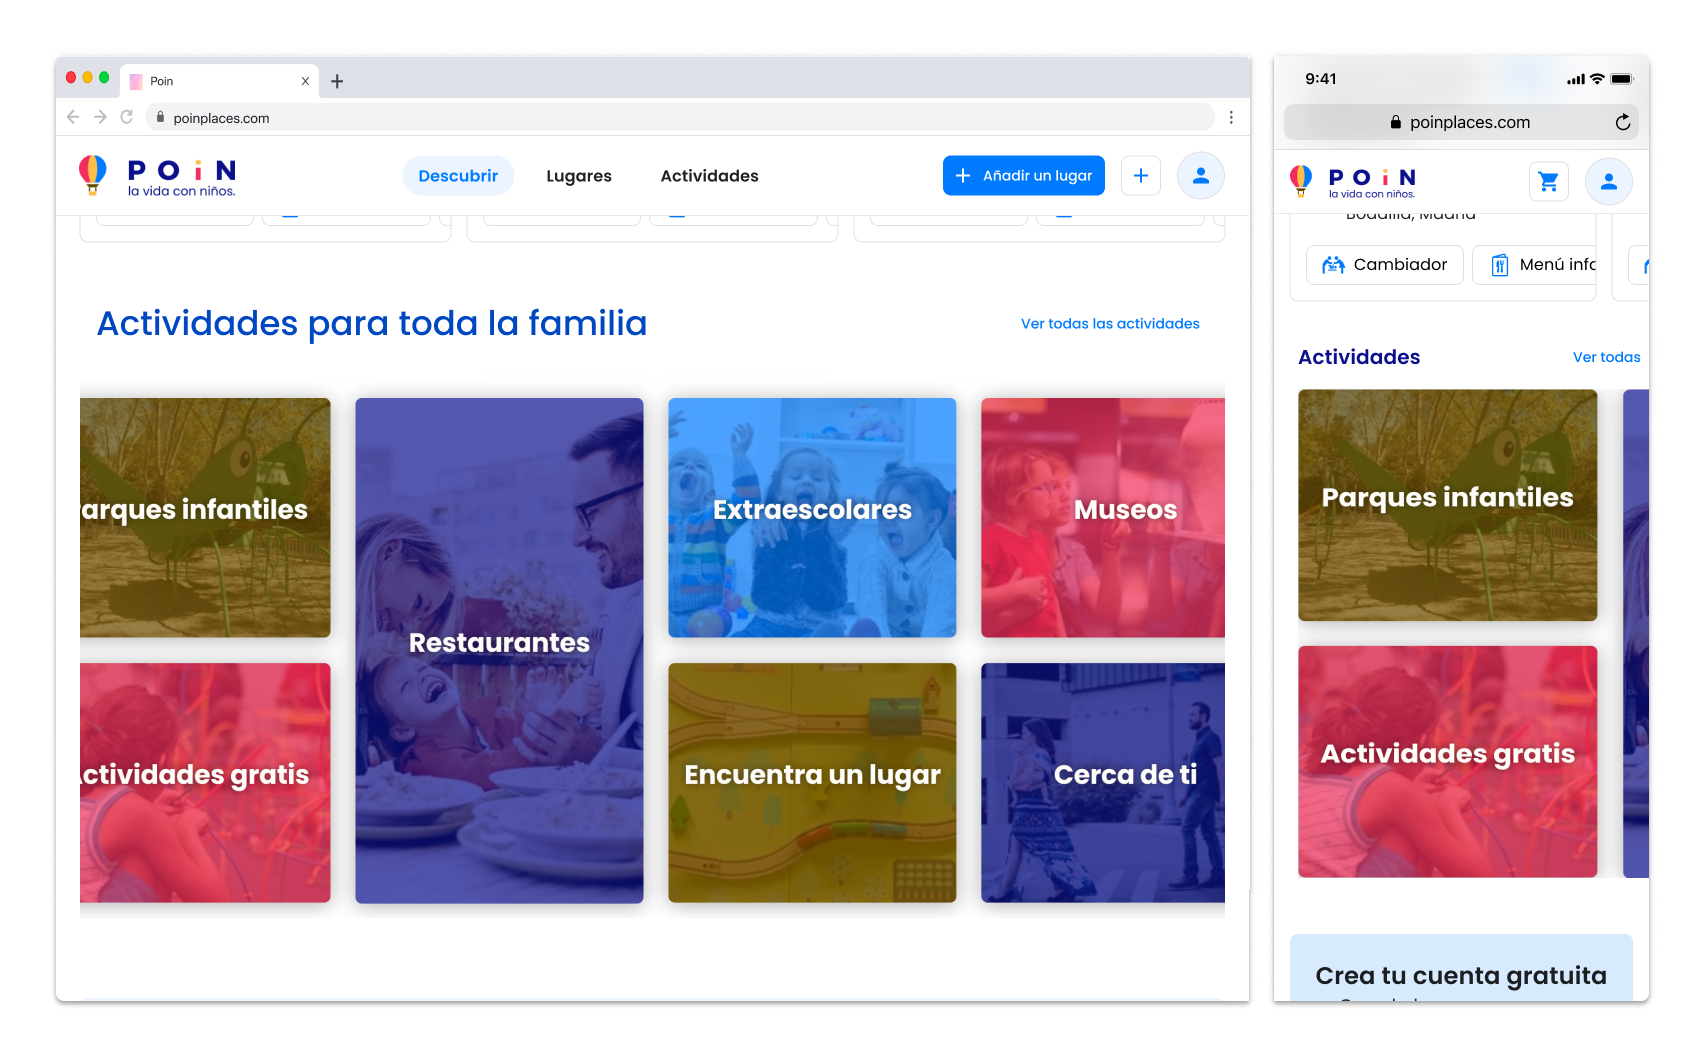 Poin
poinplaces.com
POiN
la vida con niños.
Descubrir
Lugares
Actividades
Añadir un lugar
Actividades para toda la familia
Ver todas las actividades
arques infantiles
Restaurantes
Extraescolares
Museos
ctividades gratis
Encuentra un lugar
Cerca de ti
9:41
poinplaces.com
POiN
la vida con niños.
Boadilla, Madrid
Cambiador
Menú info
Actividades
Ver todas
Parques infantiles
Actividades gratis
Crea tu cuenta gratuita